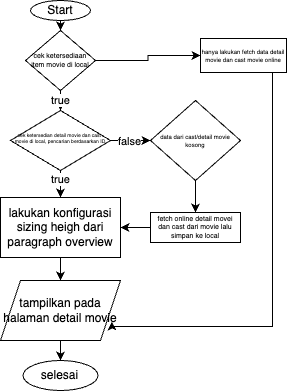 Start
cek ketersediaan
item movie di local
hanya lakukan fetch data detail
movie dan cast movie online
true
cek ketersedian detail movie dan cast
movie di local, pencarian berdasarkan ID
false
data dari cast/detail movie
kosong
true
lakukan konfigurasi
sizing heigh dari
paragraph overview
fetch online detail movei
dan cast dari movie lalu
simpan ke local
tampilkan pada
halaman detail movie
selesai